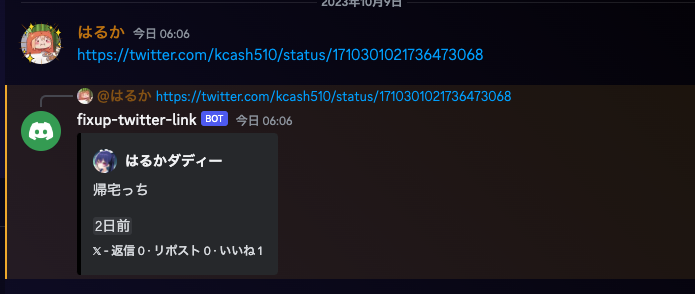 2023年10月9日
はるか 今日 06:06
https://twitter.com/kcash510/status/1710301021736473068
@はるか https://twitter.com/kcash510/status/1710301021736473068
fixup-twitter-link BOT 今日 06:06
はるかダディー
帰宅っち
2日前
𝕏 - 返信 0 · リポスト 0 · いいね 1